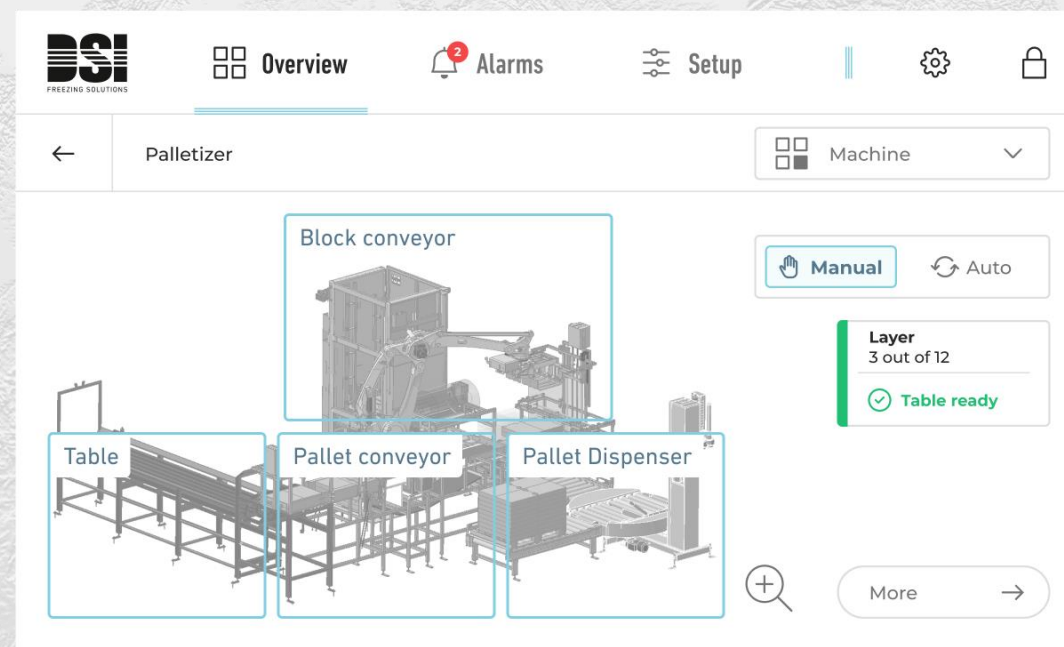 DSI
FREEZING SOLUTIONS
Overview
2
Alarms
Setup
Palletizer
Machine
Block conveyor
Manual
Auto
Layer
3 out of 12
Table ready
Table
Pallet conveyor
Pallet Dispenser
More